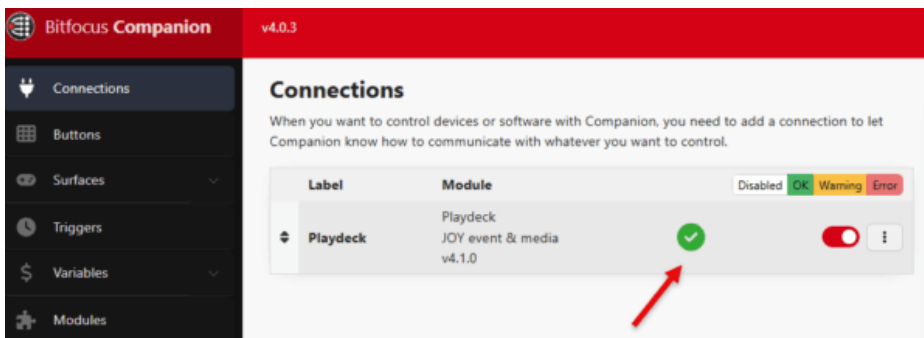 Bitfocus Companion
v4.0.3
Connections
Buttons
Surfaces
Triggers
Variables
Modules
Connections
When you want to control devices or software with Companion, you need to add a connection to let
Companion know how to communicate with whatever you want to control.
Label Module Disabled OK Warning Error
Playdeck
Playdeck
JOY event & media
v4.1.0